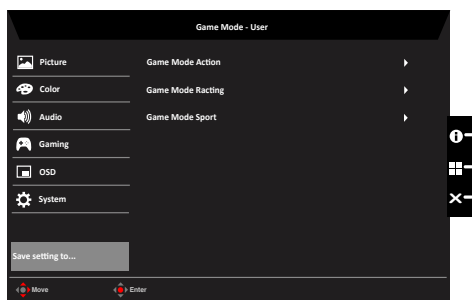 Game Mode - User
Picture
Game Mode Action
Color
Game Mode Racting
Audio
Game Mode Sport
Gaming
OSD
System
Save setting to...
Move
Enter